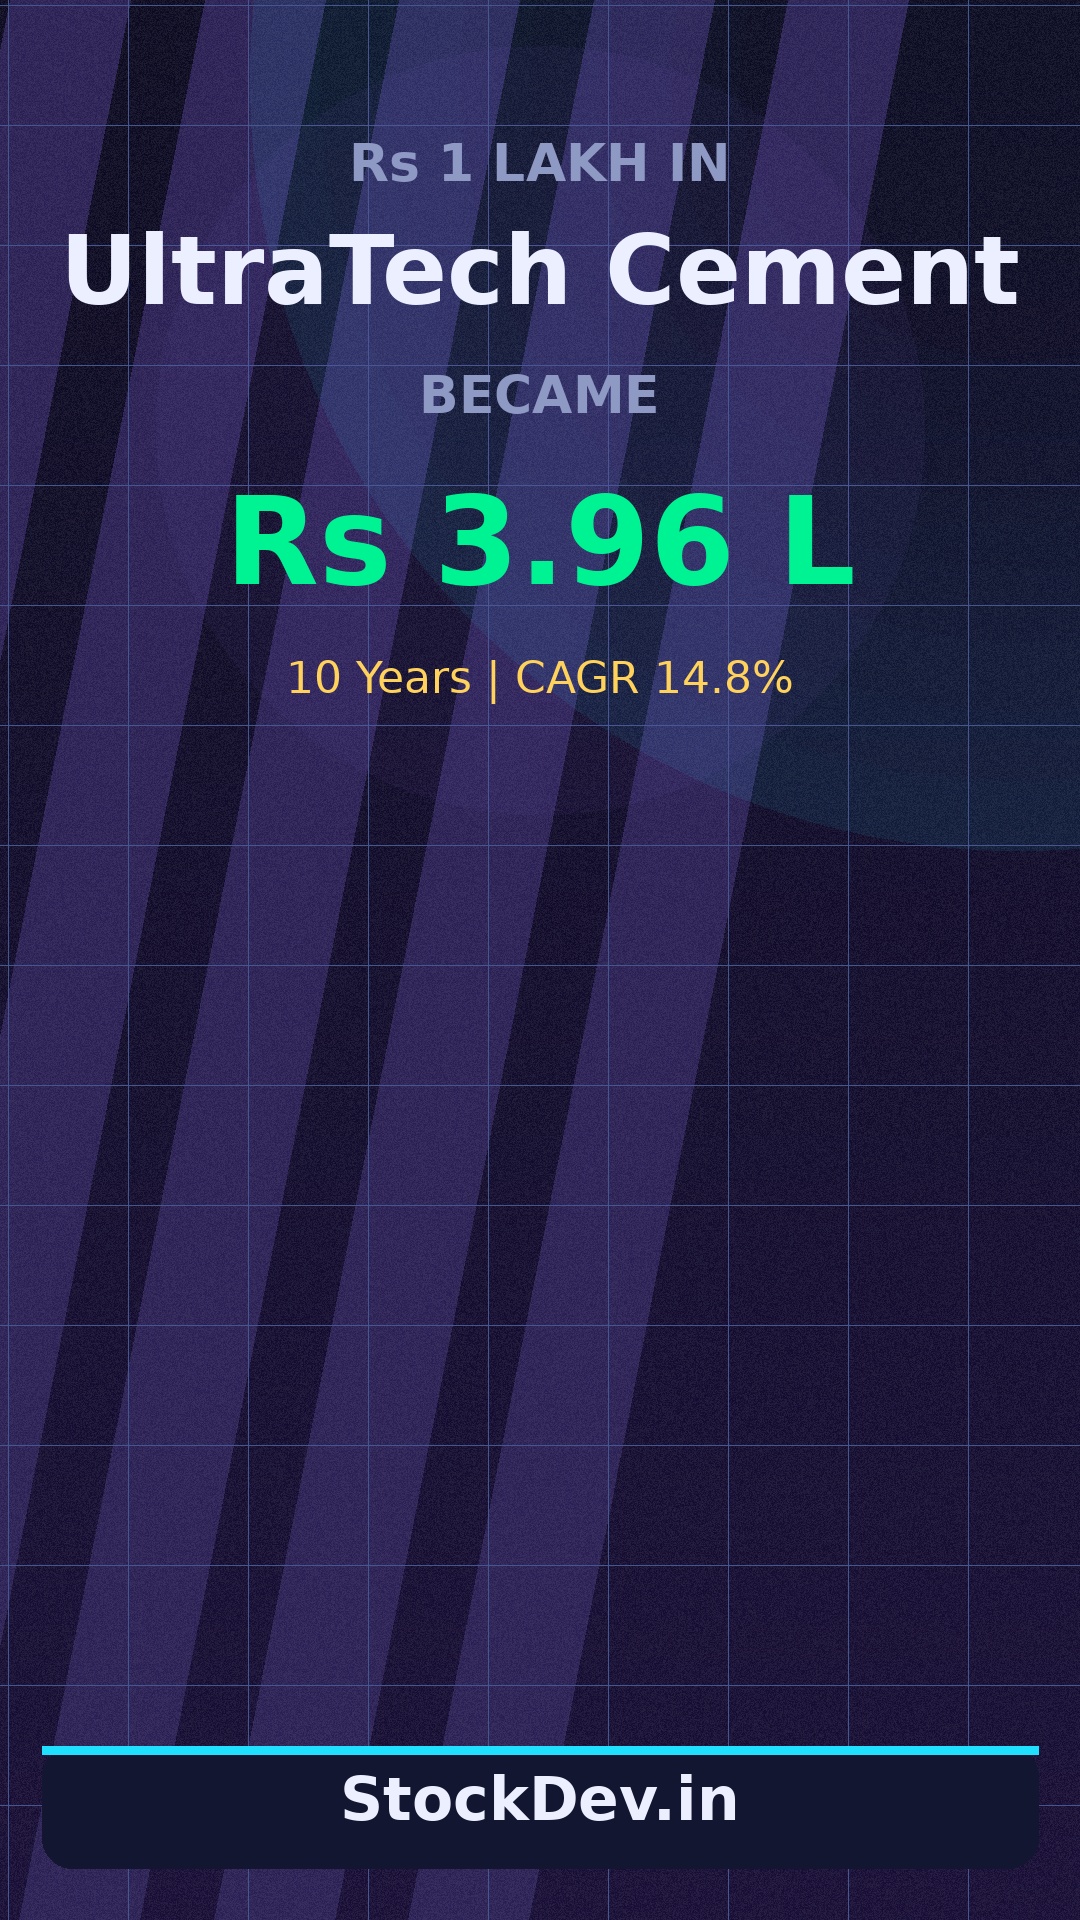 Rs 1 LAKH IN
UltraTech Cement
BECAME
Rs 3.96 L
10 Years | CAGR 14.8%
StockDev.in